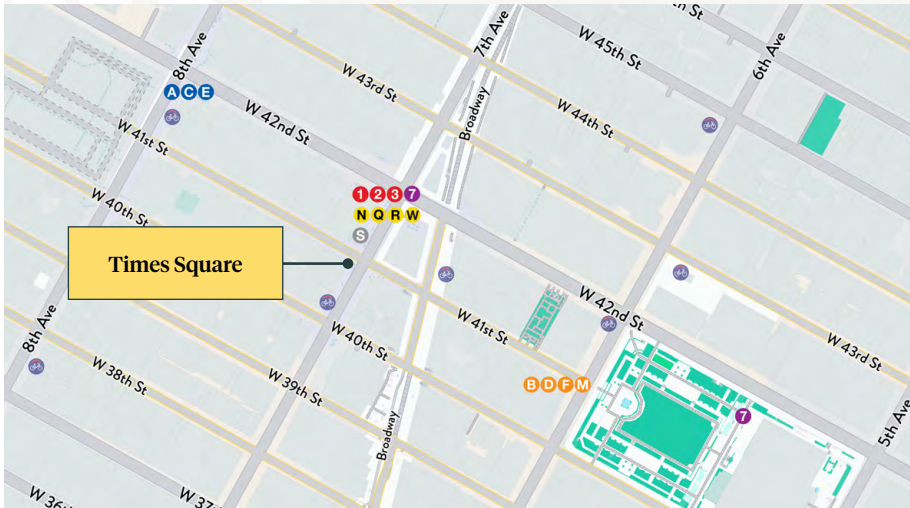 8th Ave
7th Ave
Broadway
W 45th St
6th Ave
W 43rd St
W 44th St
A C E
W 42nd St
W 41st St
1 2 3 7
N Q R W
S
W 40th St
Times Square
W 42nd St
W 41st St
W 40th St
W 43rd St
8th Ave
W 38th St
W 39th St
B D F M
7
5th Ave
Broadway
W 37
W 36th